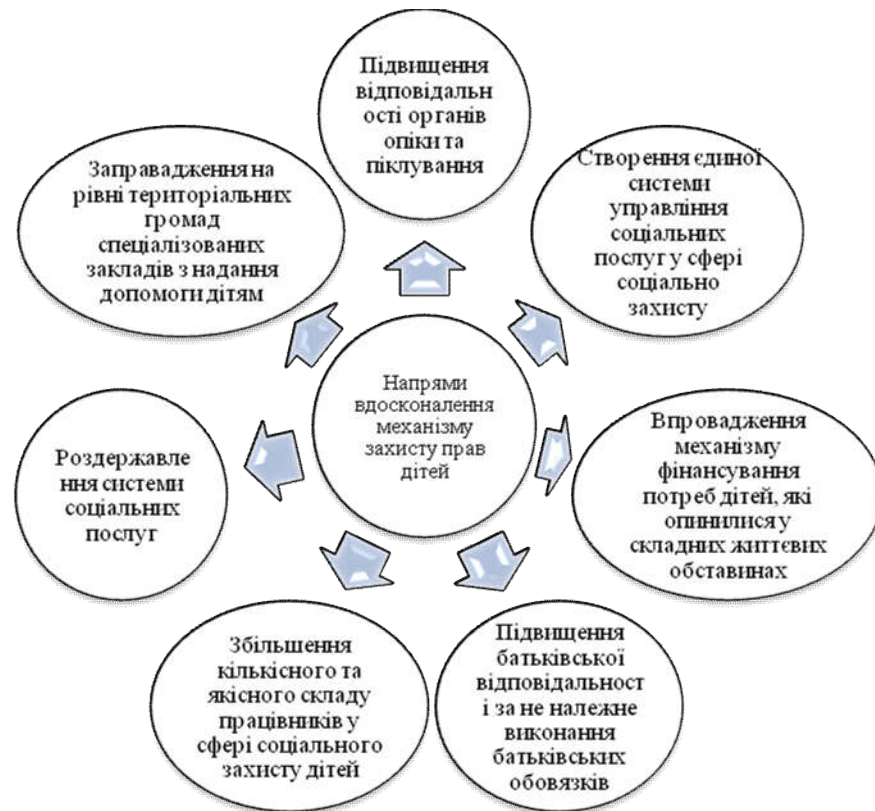 Підвищення
відповідальн
ості органів
опіки та
піклування
Створення єдиної
системи
управління
соціальних
послуг у сфері
соціально
захисту
Впровадження
механізму
фінансування
потреб дітей, які
опинилися у
складних життєвих
обставинах
Підвищення
батьківської
відповідальност
і за не належне
виконання
батьківських
обовязків
Збільшення
кількісного та
якісного складу
працівників у
сфері соціального
захисту дітей
Роздержавле
ння системи
соціальних
послуг
Заправадження на
рівні територіальних
громад
спеціалізованих
закладів з надання
допомоги дітям
Напрями
вдосконалення
механізму
захисту прав
дітей